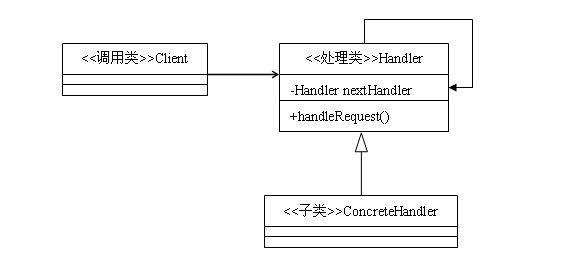 <<调用类>>Client
<<处理类>>Handler
-Handler nextHandler
+handleRequest()
<<子类>>ConcreteHandler